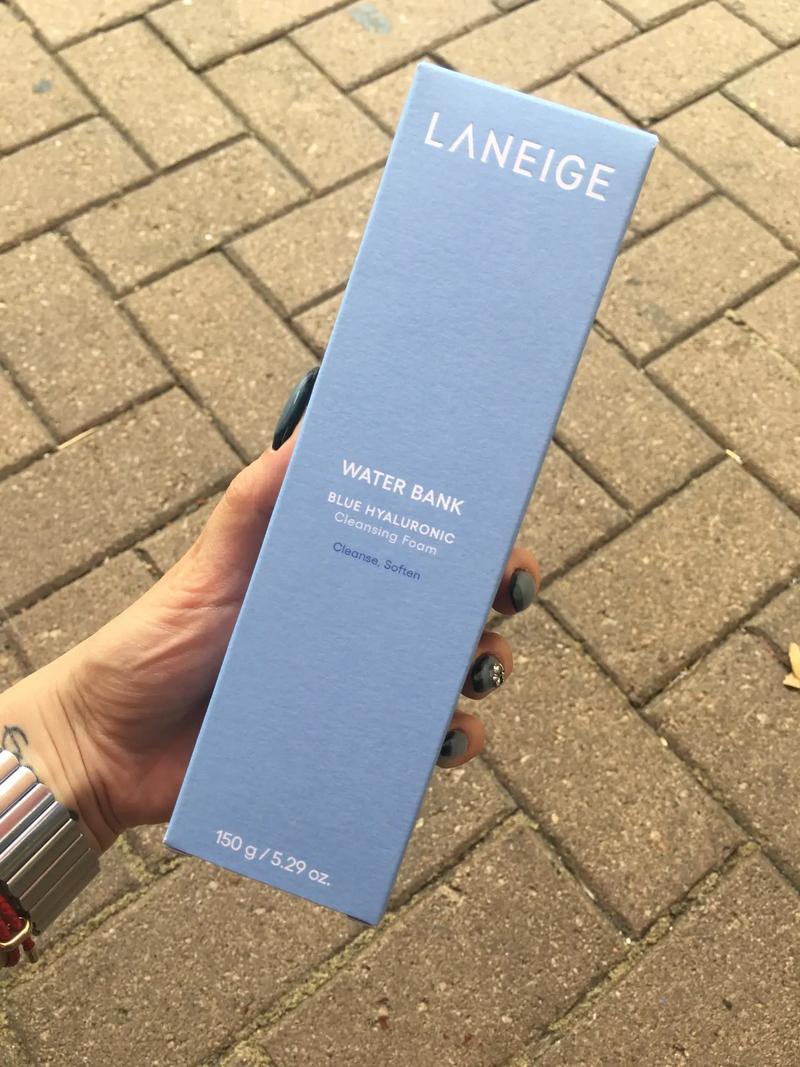 LANEIGE
WATER BANK
BLUE HYALURONIC
Cleansing Foam
Cleanse, Soften
150 g / 5.29 oz.